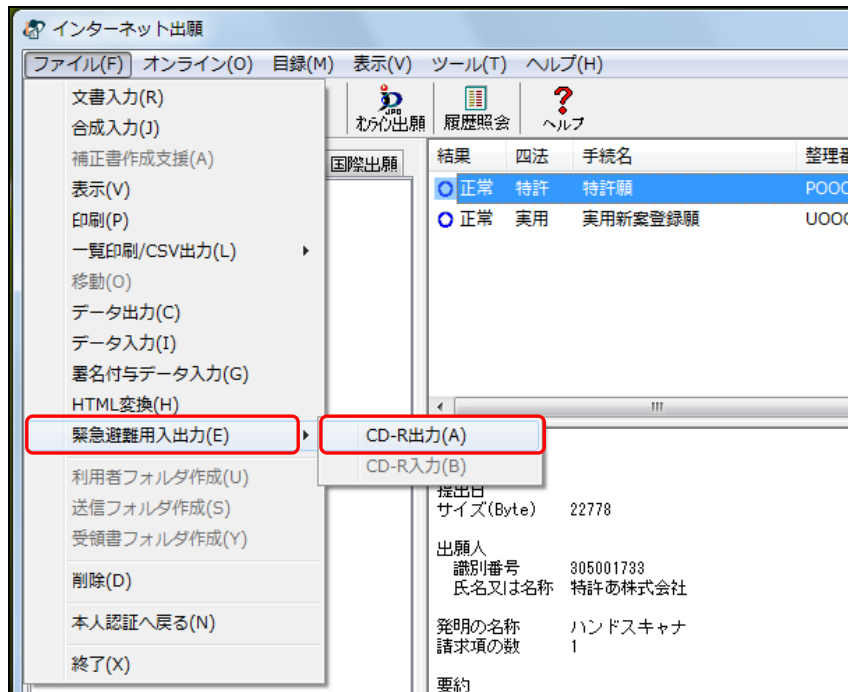 インターネット出願
ファイル(F) オンライン(O) 目録(M) 表示(V) ツール(T) ヘルプ(H)
文書入力(R)
合成入力(J)
補正書作成支援(A)
表示(V)
印刷(P)
一覧印刷/CSV出力(L)
移動(O)
データ出力(C)
データ入力(I)
署名付与データ入力(G)
HTML変換(H)
緊急避難用入出力(E)
利用者フォルダ作成(U)
送信フォルダ作成(S)
受領書フォルダ作成(Y)
削除(D)
本人認証へ戻る(N)
終了(X)
CD-R出力(A)
CD-R入力(B)
JPO
オンライン出願 履歴照会 ヘルプ
国際出願
結果 四法 手続名 整理番
正常 特許 特許願 POOO
正常 実用 実用新案登録願 UOOO
提出日
サイズ(Byte) 22778
出願人
識別番号 305001733
氏名又は名称 特許あ株式会社
発明の名称 ハンドスキャナ
請求項の数 1
要約